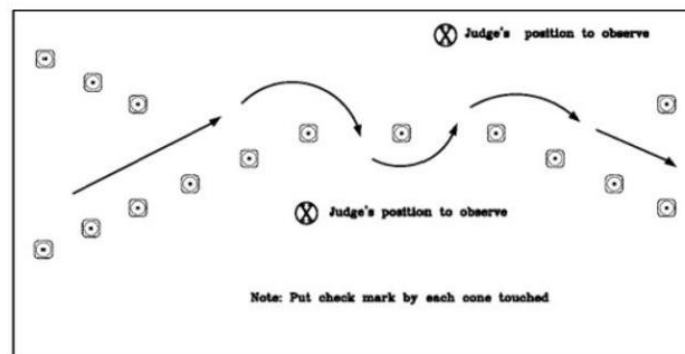 Judge's position to observe
Judge's position to observe
Note: Put check mark by each cone touched